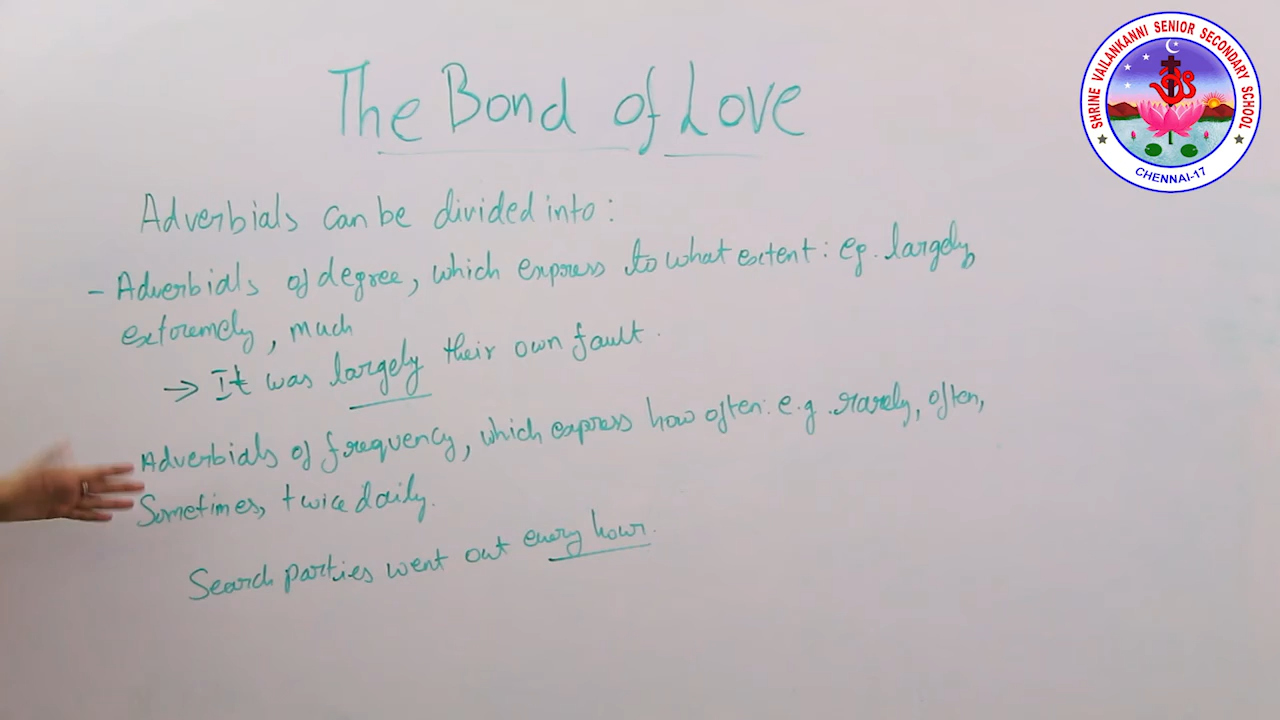 The Bond of Love
Adverbials can be divided into:
- Adverbials of degree, which express to what extent: eg. largely,
extremely, much
→ It was largely their own fault.
Adverbials of frequency, which express how often: e.g. rarely, often,
Sometimes, twice daily.
Search parties went out every hour.
SHRINE VAILANKANNI SENIOR SECONDARY SCHOOL
CHENNAI-17